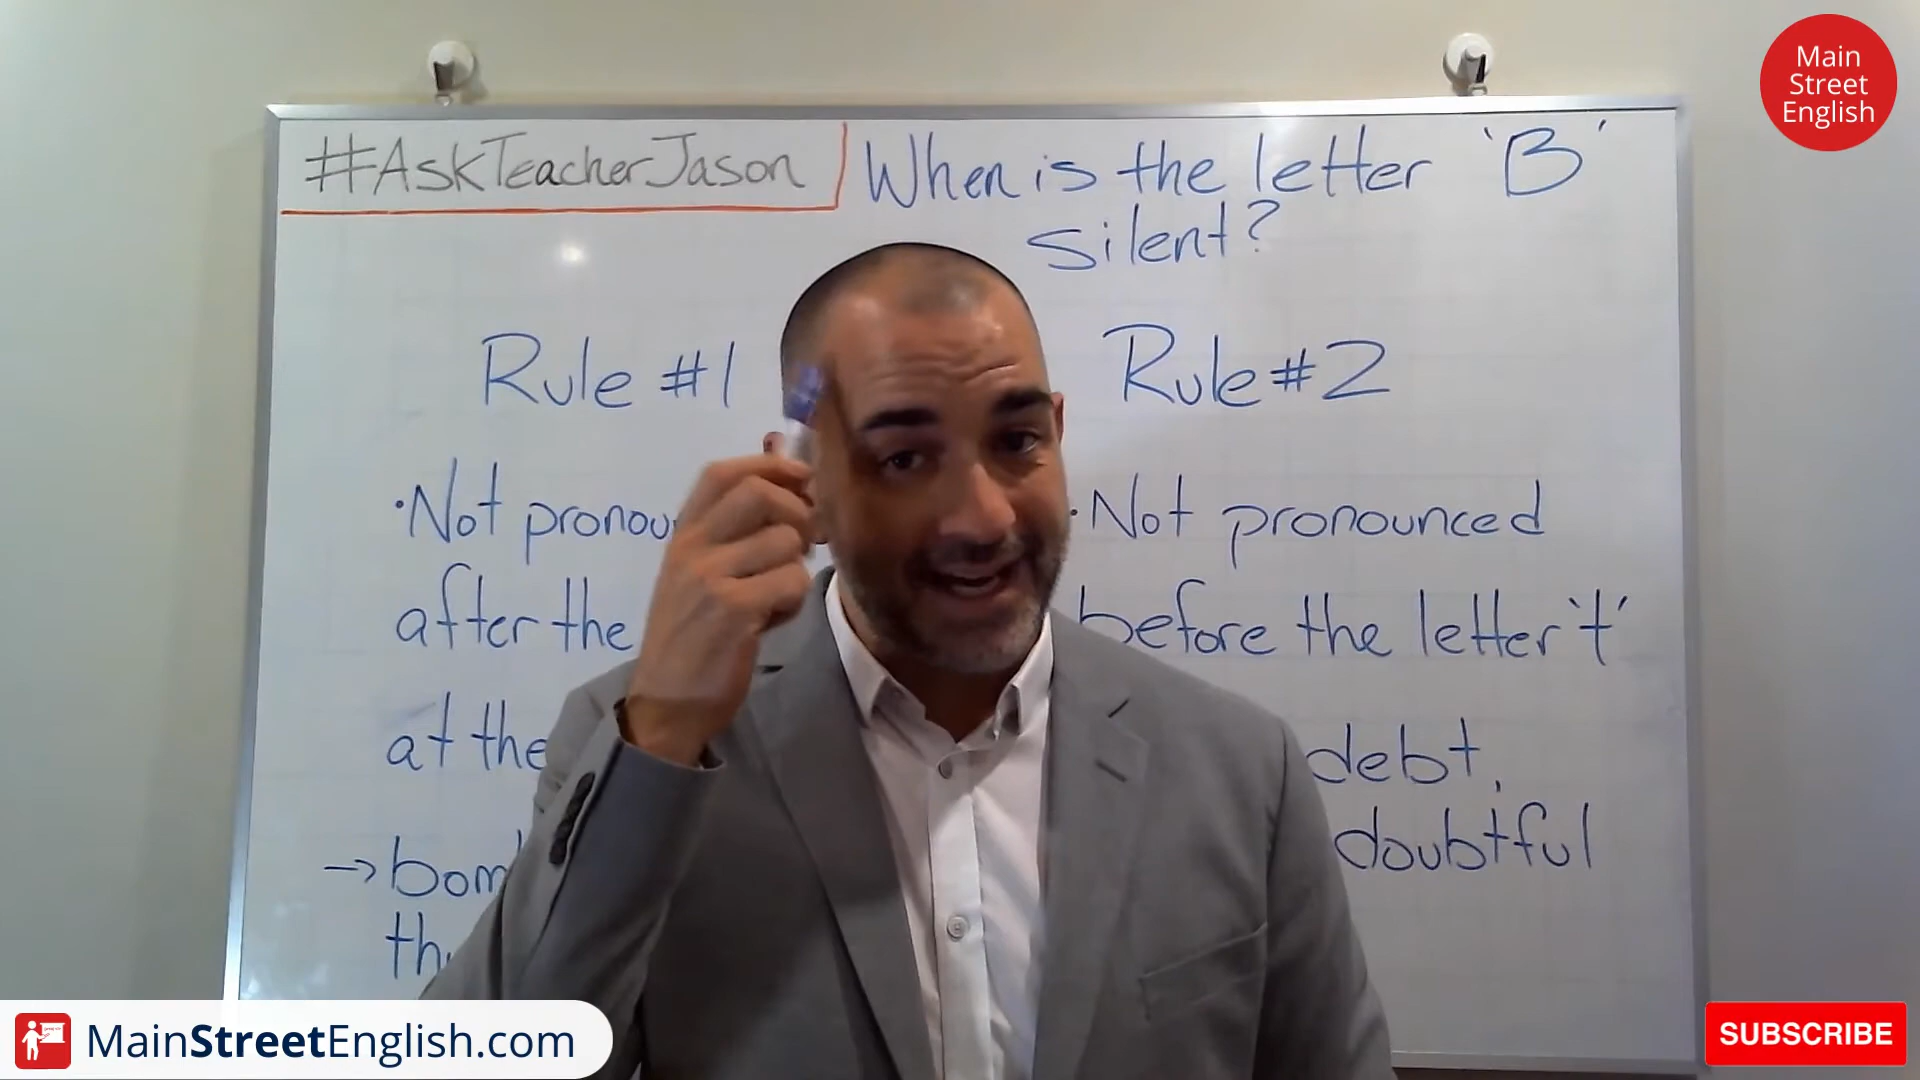 #AskTeacherJason
When is the letter 'B'
silent?
Main
Street
English
Rule #1
Not
after the
at the
→
Rule #2
·Not pronounced
before the letter 't'
debt,
doubtful
MainStreetEnglish.com
SUBSCRIBE